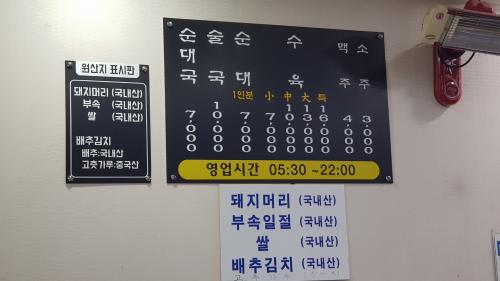 원산지 표시판
돼지머리 (국내산)
부속 (국내산)
쌀 (국내산)
배추김치
배추:국내산
고춧가루:중국산
순대국 7,000
술국 10,000
순대 1인분 7,000
수육 小 7,000 中 10,000 大 13,000 특 16,000
맥주 4,000
소주 3,000
영업시간 05:30 ~22:00
돼지머리 (국내산)
부속일절 (국내산)
쌀 (국내산)
배추김치 (국내산)